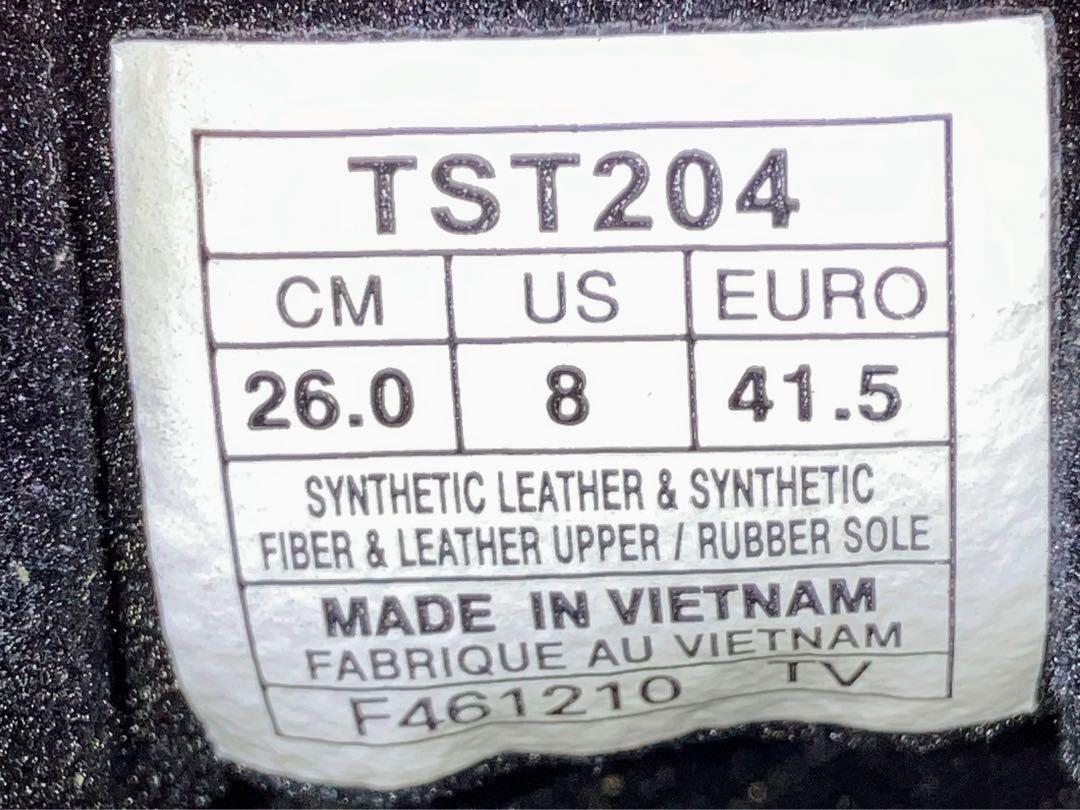 TST204
CM US EURO
26.0 8 41.5
SYNTHETIC LEATHER & SYNTHETIC
FIBER & LEATHER UPPER / RUBBER SOLE
MADE IN VIETNAM
FABRIQUE AU VIETNAM
F461210 TV